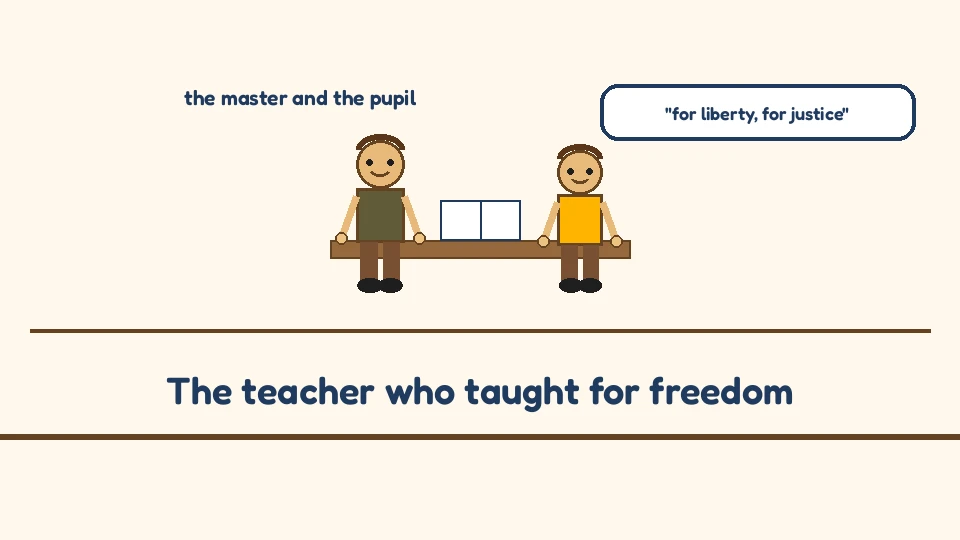 the master and the pupil
"for liberty, for justice"
The teacher who taught for freedom